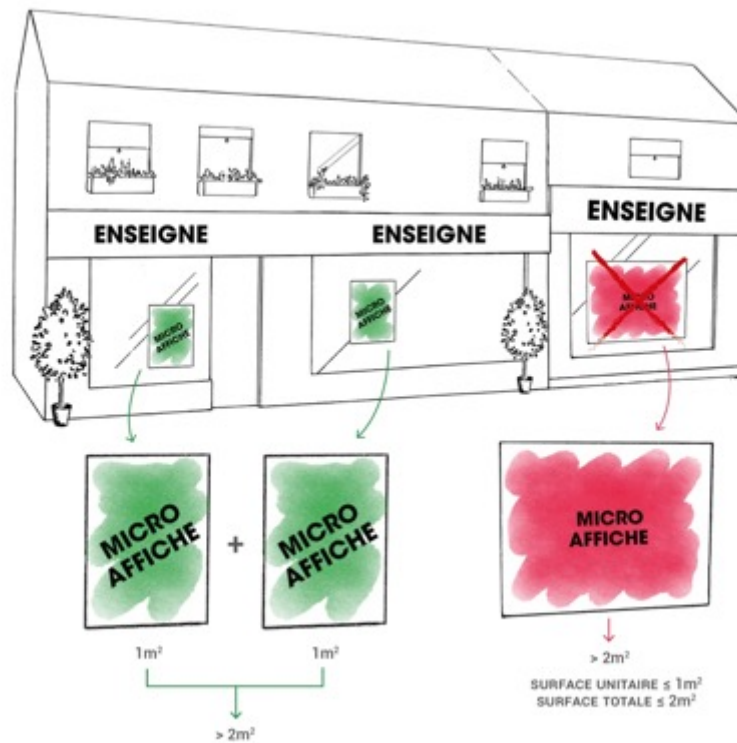 ENSEIGNE
ENSEIGNE
ENSEIGNE
MICRO
AFFICHE
MICRO
AFFICHE
MICRO
AFFICHE
MICRO
AFFICHE
+
MICRO
AFFICHE
MICRO
AFFICHE
1m²
1m²
> 2m²
> 2m²
SURFACE UNITAIRE ≤ 1m²
SURFACE TOTALE ≤ 2m²